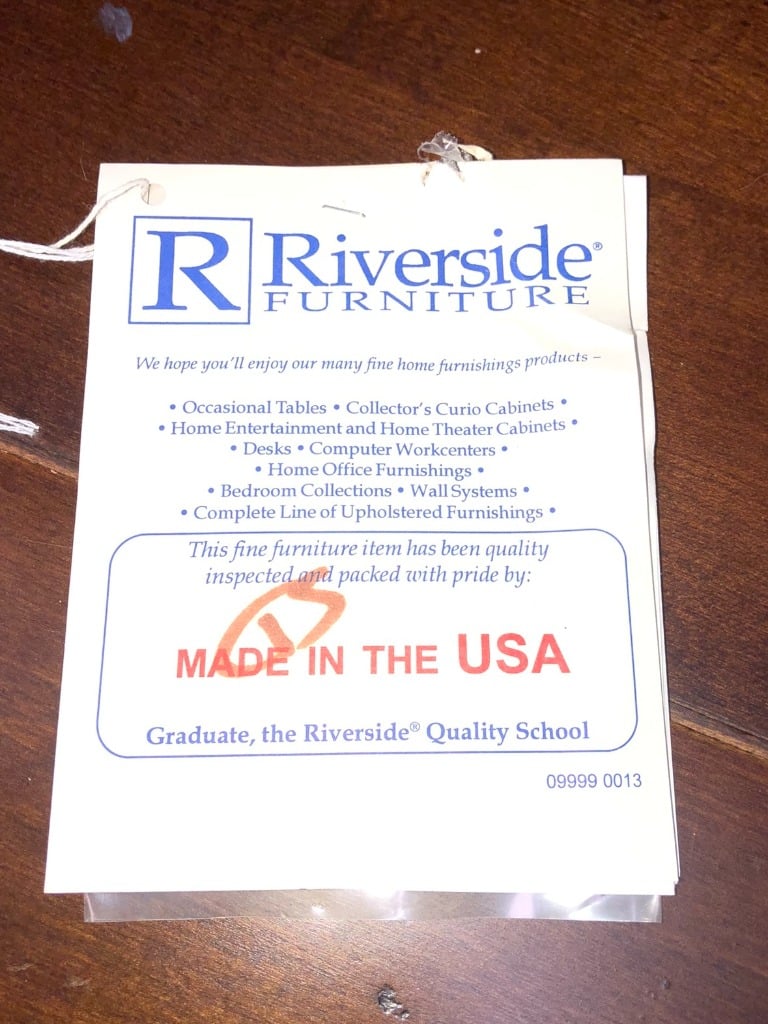 R Riverside®
FURNITURE
We hope you'll enjoy our many fine home furnishings products –
• Occasional Tables • Collector's Curio Cabinets •
• Home Entertainment and Home Theater Cabinets •
• Desks • Computer Workcenters •
• Home Office Furnishings •
• Bedroom Collections • Wall Systems •
• Complete Line of Upholstered Furnishings •
This fine furniture item has been quality
inspected and packed with pride by:
MADE IN THE USA
Graduate, the Riverside® Quality School
09999 0013